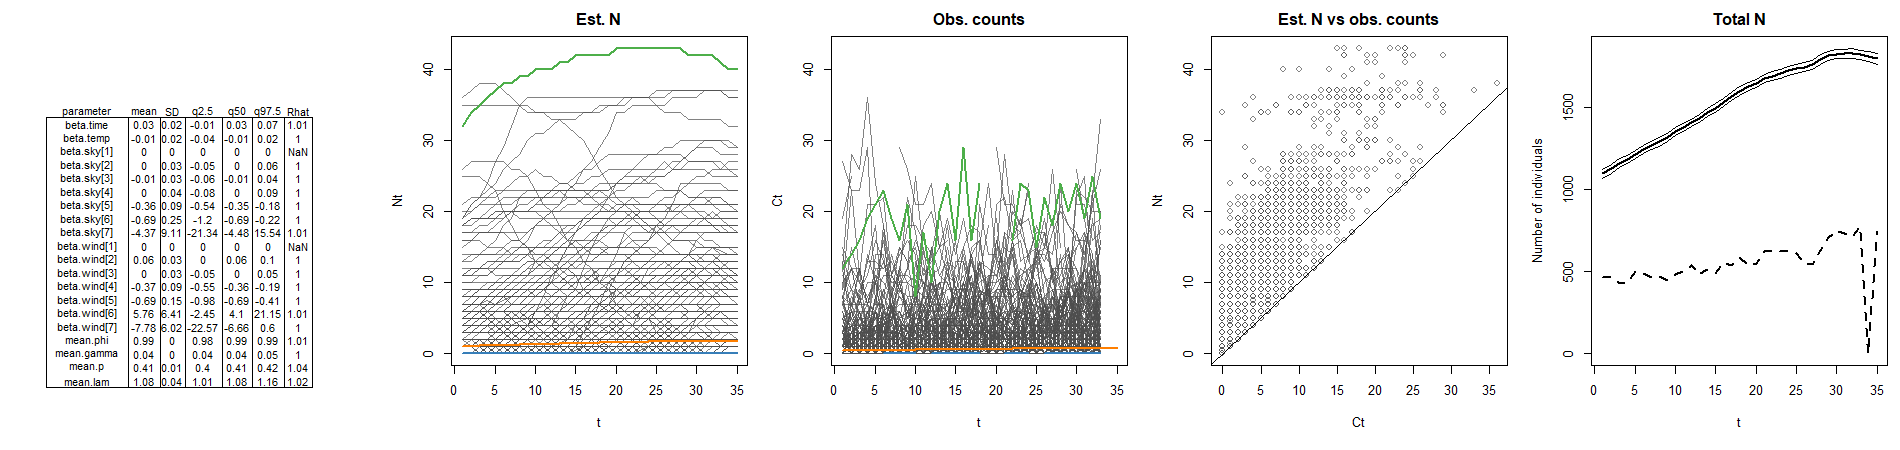 Est. N
Obs. counts
Est. N vs obs. counts
Total N
parameter mean SD q2.5 q50 q97.5 Rhat
beta.time 0.03 0.02 -0.01 0.03 0.07 1.01
beta.temp -0.01 0.02 -0.04 -0.01 0.02 1
beta.sky[1] 0 0 0 0 0 NaN
beta.sky[2] 0 0.03 -0.05 0 0.06 1
beta.sky[3] -0.01 0.03 -0.06 -0.01 0.04 1
beta.sky[4] 0 0.04 -0.08 0 0.09 1
beta.sky[5] -0.36 0.09 -0.54 -0.35 -0.18 1
beta.sky[6] -0.69 0.25 -1.2 -0.69 -0.22 1
beta.sky[7] -4.37 9.11 -21.34 -4.48 15.54 1.01
beta.wind[1] 0 0 0 0 0 NaN
beta.wind[2] 0.06 0.03 0 0.06 0.1 1
beta.wind[3] 0 0.03 -0.05 0 0.05 1
beta.wind[4] -0.37 0.09 -0.55 -0.36 -0.19 1
beta.wind[5] -0.69 0.15 -0.98 -0.69 -0.41 1
beta.wind[6] 5.76 6.41 -2.45 4.1 21.15 1.01
beta.wind[7] -7.78 6.02 -22.57 -6.66 0.6 1
mean.phi 0.99 0 0.98 0.99 0.99 1.01
mean.gamma 0.04 0 0.04 0.04 0.05 1
mean.p 0.41 0.01 0.4 0.41 0.42 1.04
mean.lam 1.08 0.04 1.01 1.08 1.16 1.02
Nt
40
30
20
10
0
0 5 10 15 20 25 30 35
t
Ct
40
30
20
10
0
0 5 10 15 20 25 30 35
t
Nt
40
30
20
10
0
0 5 10 15 20 25 30 35
Ct
Number of individuals
1500
1000
500
0
0 5 10 15 20 25 30 35
t